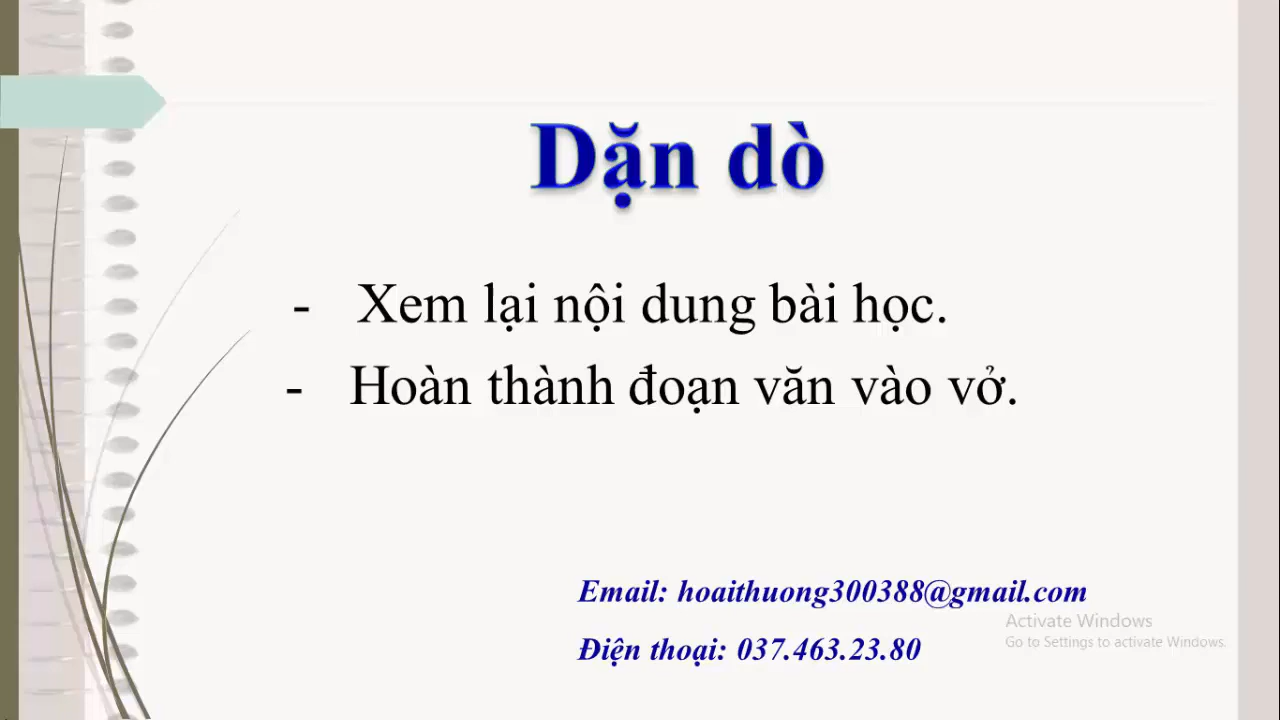 Dặn dò
- Xem lại nội dung bài học.
- Hoàn thành đoạn văn vào vở.
Email: hoaithuong300388@gmail.com
Activate Windows
Go to Settings to activate Windows.
Điện thoại: 037.463.23.80